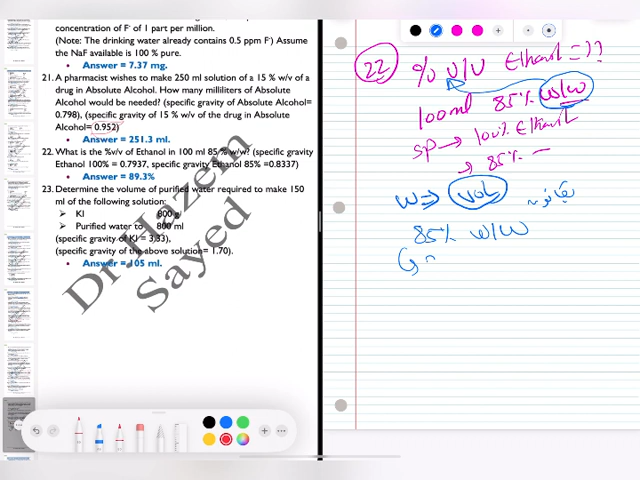 concentration of F- of 1 part per million.
(Note: The drinking water already contains 0.5 ppm F-) Assume
the NaF available is 100 % pure.
• Answer = 7.37 mg.
21. A pharmacist wishes to make 250 ml solution of a 15 % w/v of a
drug in Absolute Alcohol. How many milliliters of Absolute
Alcohol would be needed? (specific gravity of Absolute Alcohol=
0.798), (specific gravity of 15 % w/v of the drug in Absolute
Alcohol= 0.952)
• Answer = 251.3 ml.
22. What is the %v/v of Ethanol in 100 ml 85 % w/w? (specific gravity
Ethanol 100% = 0.7937, specific gravity Ethanol 85% =0.8337)
• Answer = 89.3%
23. Determine the volume of purified water required to make 150
ml of the following solution:
➢ KI 800 g
➢ Purified water to 800 ml
(specific gravity of KI = 3.33),
(specific gravity of the above solution= 1.70).
• Answer = 105 ml.
Dr. Hazem
Sayed
22 % V/V Ethanol = ??
100ml 85% w/w
sp → 100% Ethanol
→ 85% —
w ⇒ vol
85% w/w